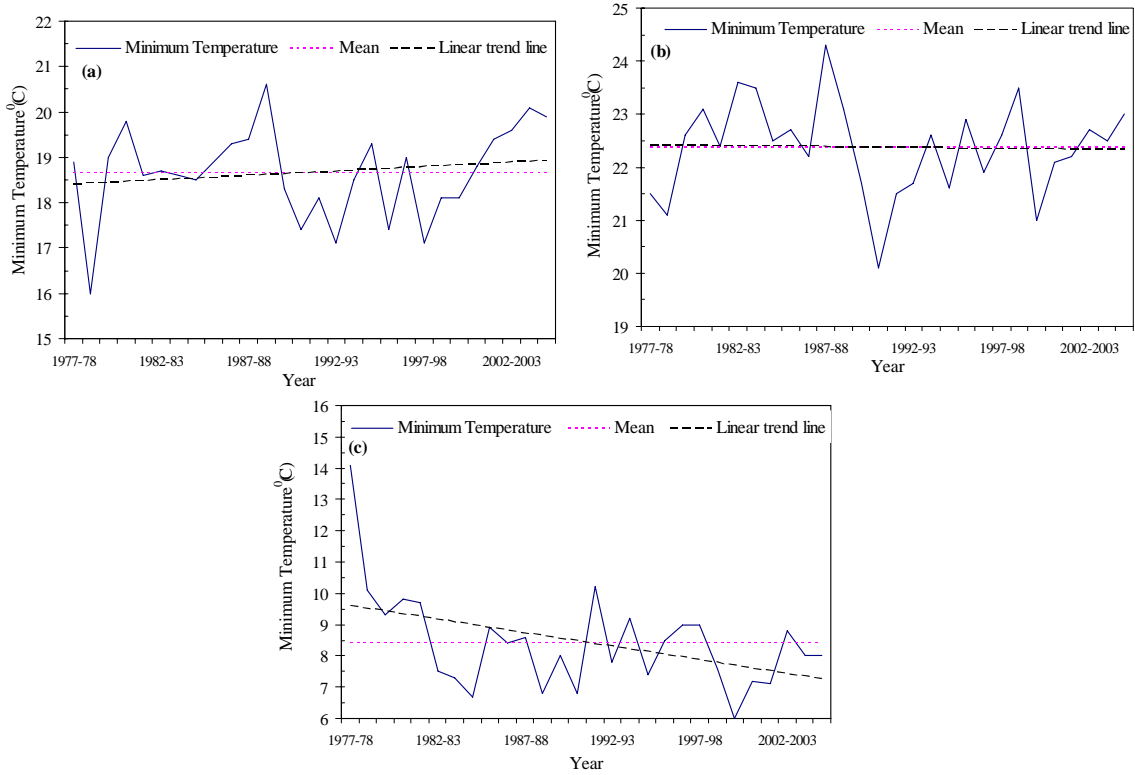 Minimum Temperature Mean Linear trend line
(a)
22
21
20
19
18
17
16
15
Minimum Temperature⁰(C)
1977-78 1982-83 1987-88 1992-93 1997-98 2002-2003
Year
Minimum Temperature Mean Linear trend line
(b)
25
24
23
22
21
20
19
Minimum Temperature⁰(C)
1977-78 1982-83 1987-88 1992-93 1997-98 2002-2003
Year
Minimum Temperature Mean Linear trend line
(c)
16
15
14
13
12
11
10
9
8
7
6
Minimum Temperature⁰(C)
1977-78 1982-83 1987-88 1992-93 1997-98 2002-2003
Year